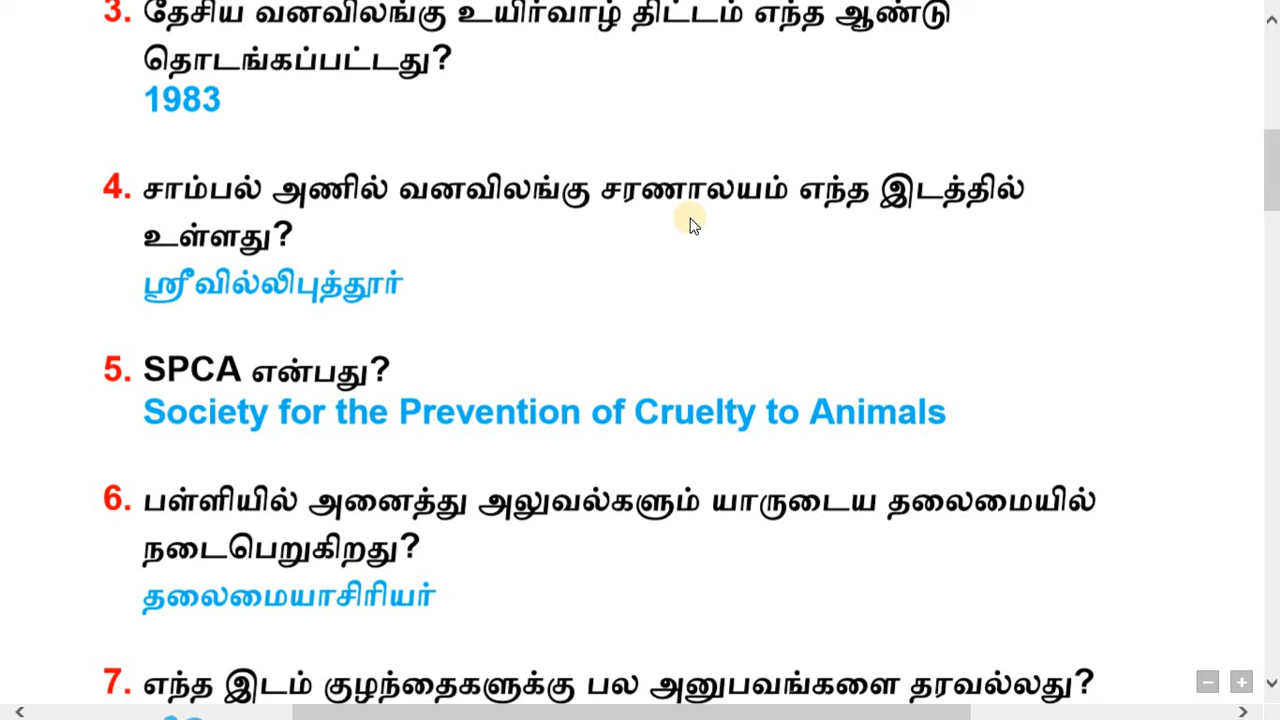 3. தேசிய வனவிலங்கு உயிர்வாழ் திட்டம் எந்த ஆண்டு
தொடங்கப்பட்டது?
1983
4. சாம்பல் அணில் வனவிலங்கு சரணாலயம் எந்த இடத்தில்
உள்ளது?
ஸ்ரீவில்லிபுத்தூர்
5. SPCA என்பது?
Society for the Prevention of Cruelty to Animals
6. பள்ளியில் அனைத்து அலுவல்களும் யாருடைய தலைமையில்
நடைபெறுகிறது?
தலைமையாசிரியர்
7. எந்த இடம் குழந்தைகளுக்கு பல அனுபவங்களை தரவல்லது?